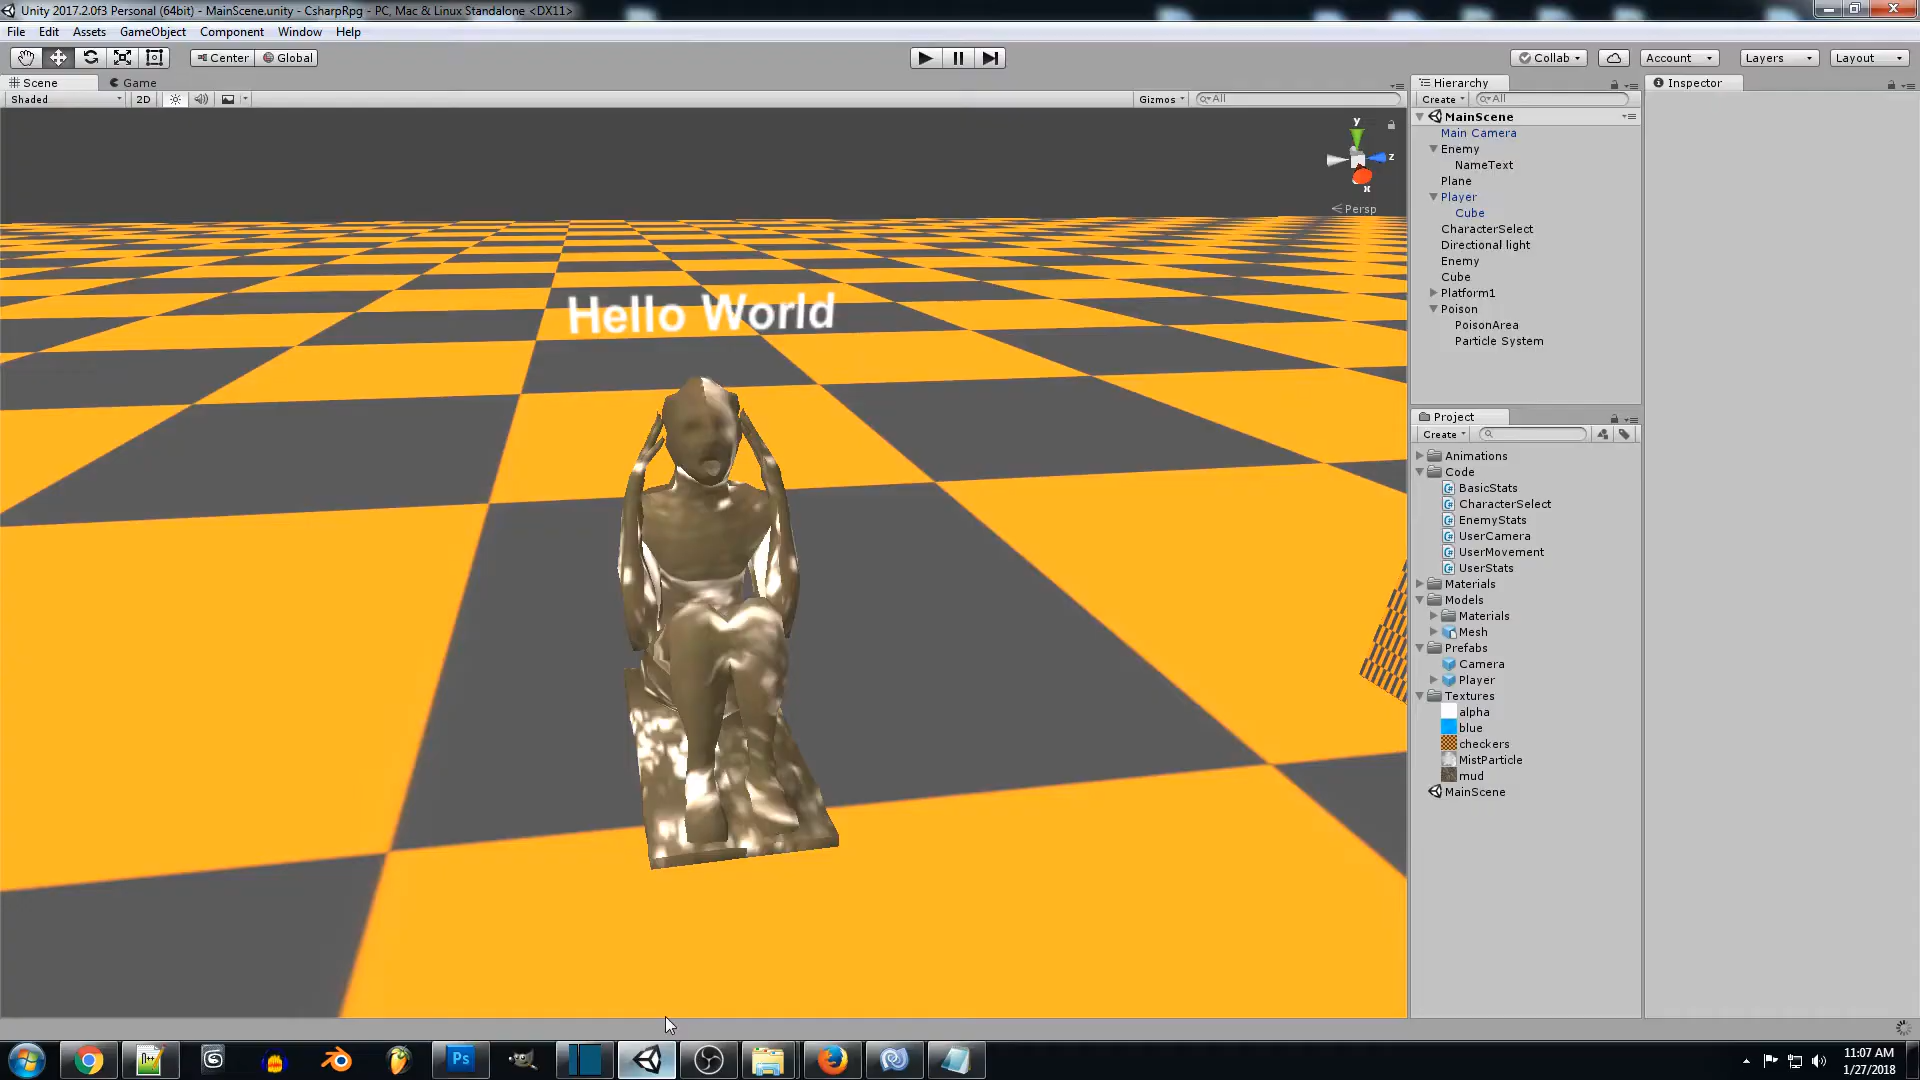 Unity 2017.2.0f3 Personal (64bit) - MainScene.unity - CsharpRpg - PC, Mac & Linux Standalone <DX11>
File Edit Assets GameObject Component Window Help
Center Global Collab Account Layers Layout
Scene Game
Shaded 2D Gizmos All
y
z
x
Persp
Hello World
Hierarchy
Create All
MainScene
Main Camera
Enemy
NameText
Plane
Player
Cube
CharacterSelect
Directional light
Enemy
Cube
Platform1
Poison
PoisonArea
Particle System
Project
Create
Animations
Code
BasicStats
CharacterSelect
EnemyStats
UserCamera
UserMovement
UserStats
Materials
Models
Materials
Mesh
Prefabs
Camera
Player
Textures
alpha
blue
checkers
MistParticle
mud
MainScene
Inspector
Ps
11:07 AM
1/27/2018